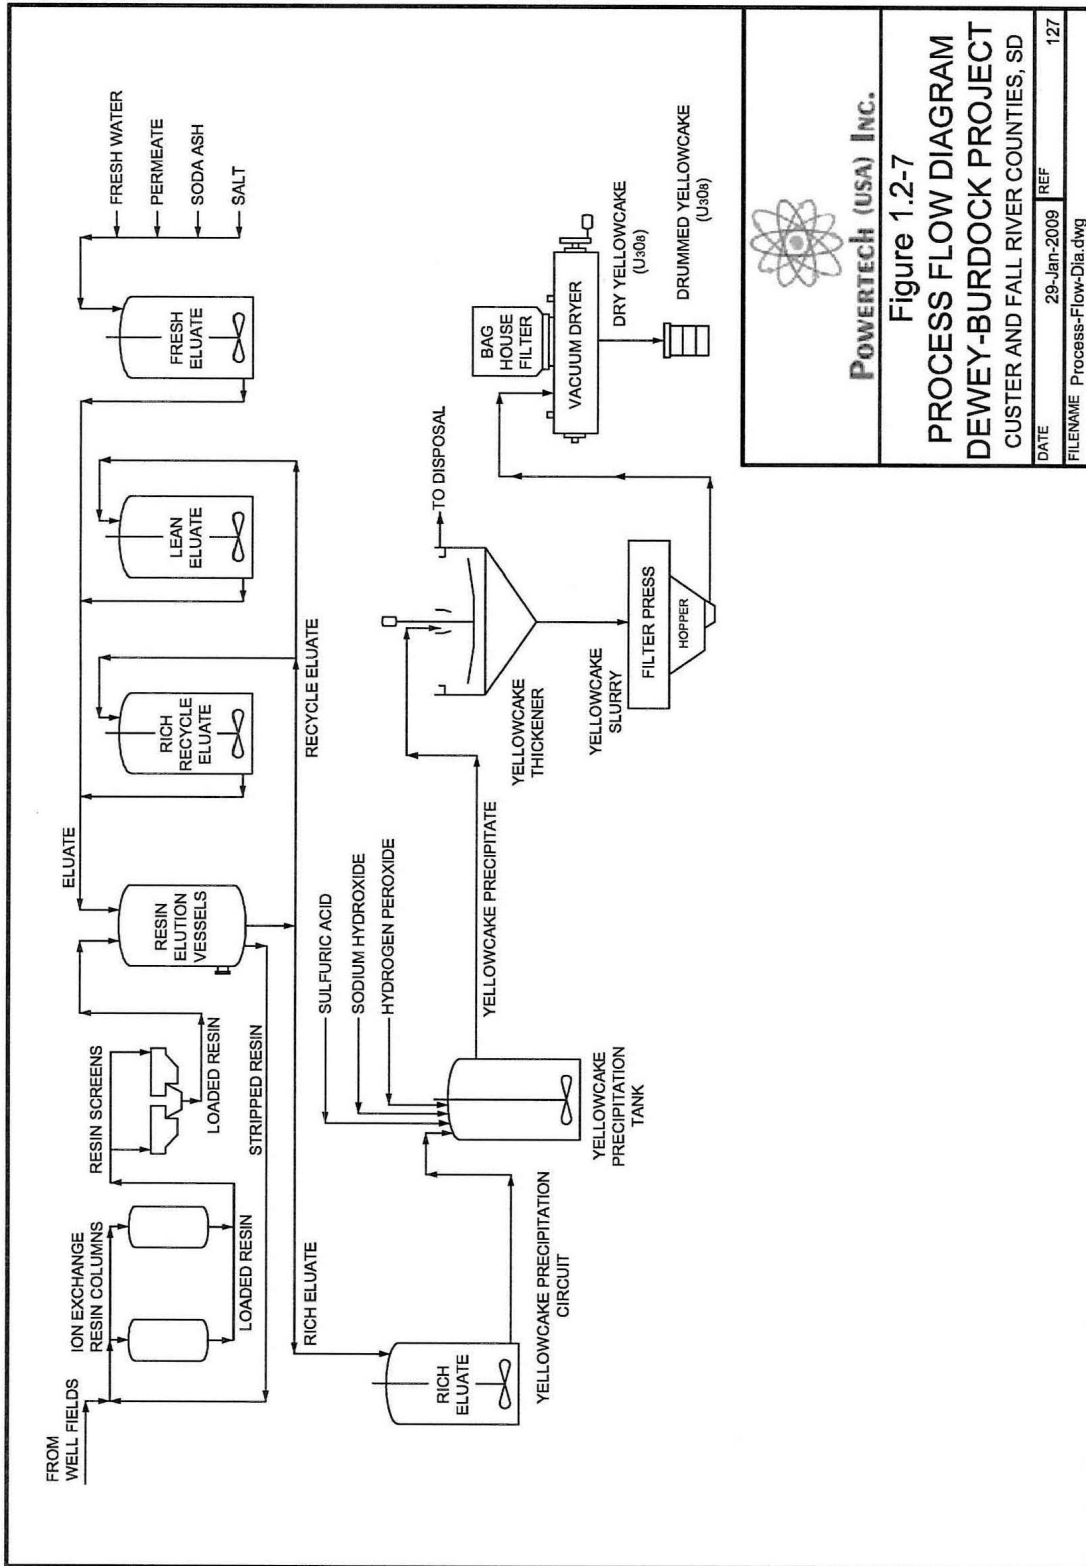 FROM
WELL FIELDS
ION EXCHANGE
RESIN COLUMNS
LOADED RESIN
RESIN SCREENS
LOADED RESIN
STRIPPED RESIN
RESIN
ELUTION
VESSELS
ELUATE
RICH
RECYCLE
ELUATE
LEAN
ELUATE
FRESH
ELUATE
FRESH WATER
PERMEATE
SODA ASH
SALT
RICH ELUATE
RECYCLE ELUATE
RICH
ELUATE
YELLOWCAKE PRECIPITATION
CIRCUIT
SULFURIC ACID
SODIUM HYDROXIDE
HYDROGEN PEROXIDE
YELLOWCAKE
PRECIPITATION
TANK
YELLOWCAKE PRECIPITATE
YELLOWCAKE
THICKENER
TO DISPOSAL
YELLOWCAKE
SLURRY
FILTER PRESS
HOPPER
BAG
HOUSE
FILTER
VACUUM DRYER
DRY YELLOWCAKE
(U3O8)
DRUMMED YELLOWCAKE
(U3O8)
POWERTECH (USA) INC.
Figure 1.2-7
PROCESS FLOW DIAGRAM
DEWEY-BURDOCK PROJECT
CUSTER AND FALL RIVER COUNTIES, SD
DATE 29-Jan-2009 REF 127
FILENAME Process-Flow-Dia.dwg